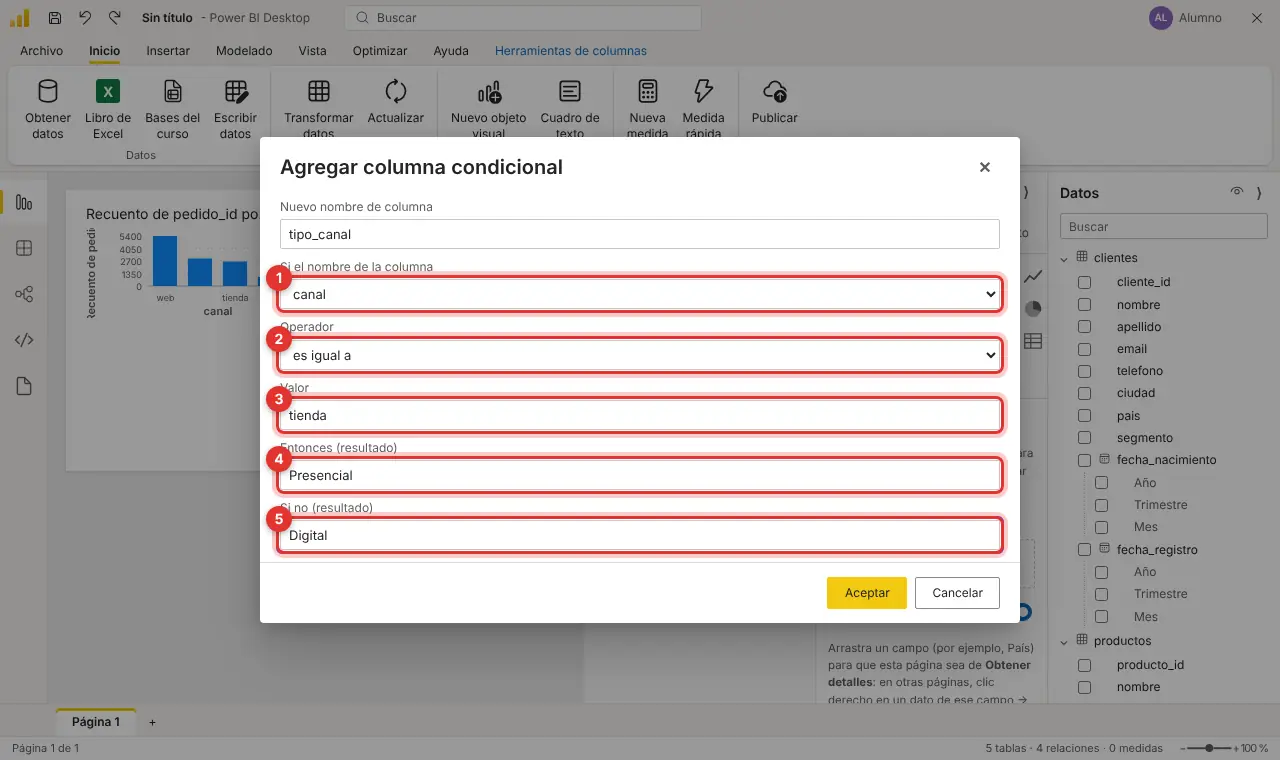 Sin título - Power BI Desktop
Buscar
AL Alumno
Archivo Inicio Insertar Modelado Vista Optimizar Ayuda Herramientas de columnas
Obtener datos
Libro de Excel
Bases del curso
Escribir datos
Transformar datos
Actualizar
Nuevo objeto visual
Cuadro de texto
Nueva medida
Medida rápida
Publicar
Datos
Recuento de pedido_id po
Recuento de pedi
5400
4050
2700
1350
0
web
tienda
canal
Agregar columna condicional
Nuevo nombre de columna
tipo_canal
Si el nombre de la columna
1
canal
Operador
2
es igual a
Valor
3
tienda
Entonces (resultado)
4
Presencial
Si no (resultado)
5
Digital
Aceptar
Cancelar
Arrastra un campo (por ejemplo, País)
para que esta página sea de Obtener
detalles: en otras páginas, clic
derecho en un dato de ese campo →
Datos
Buscar
clientes
cliente_id
nombre
apellido
email
telefono
ciudad
pais
segmento
fecha_nacimiento
Año
Trimestre
Mes
fecha_registro
Año
Trimestre
Mes
productos
producto_id
nombre
Página 1 +
Página 1 de 1
5 tablas · 4 relaciones · 0 medidas
− + 100 %